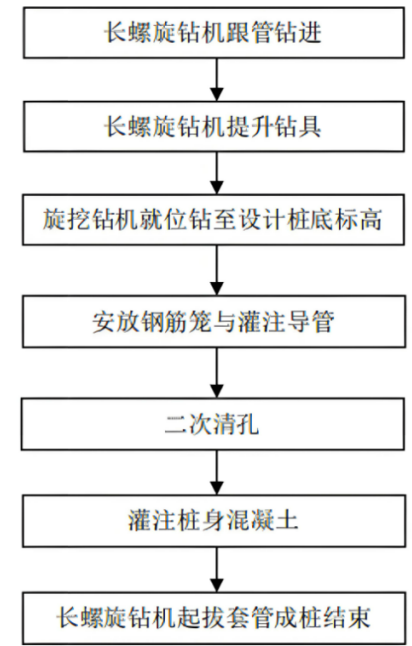 长螺旋钻机跟管钻进
长螺旋钻机提升钻具
旋挖钻机就位钻至设计桩底标高
安放钢筋笼与灌注导管
二次清孔
灌注桩身混凝土
长螺旋钻机起拔套管成桩结束